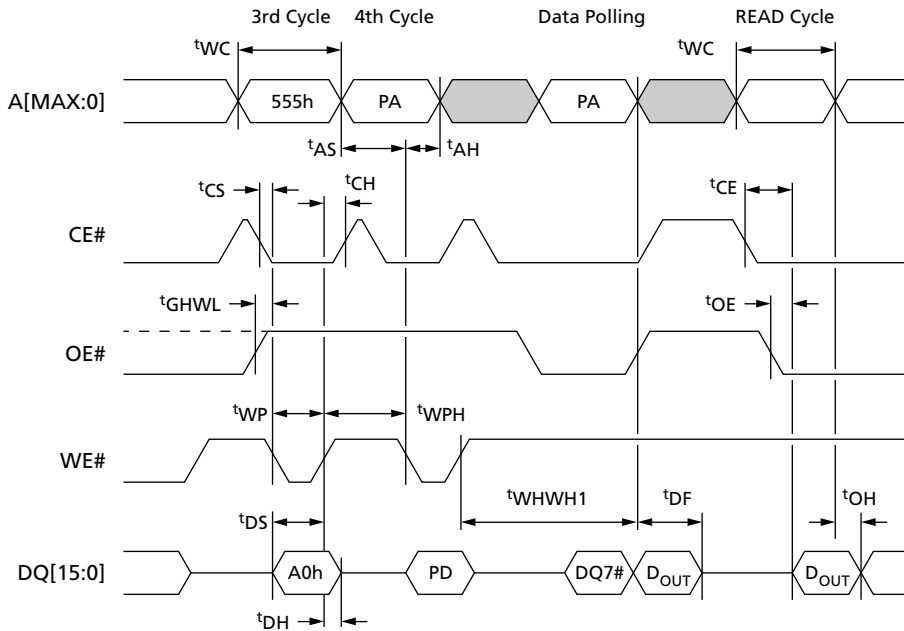 3rd Cycle 4th Cycle Data Polling READ Cycle
tWC tWC
A[MAX:0] 555h PA PA
tAS tAH
tCS tCH tCE
CE#
tGHWL tOE
OE#
tWP tWPH
WE#
tWHWH1 tDF tOH
tDS
DQ[15:0] A0h PD DQ7# DOUT DOUT
tDH